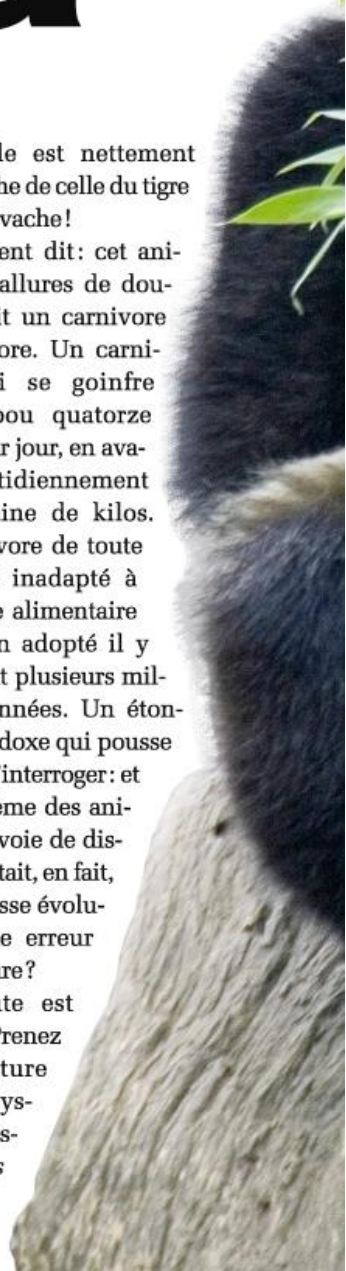 le est nettement
he de celle du tigre
vache!
ent dit: cet ani-
allures de dou-
it un carnivore
ore. Un carni-
i se goinfre
bou quatorze
r jour, en ava-
tidiennement
ine de kilos.
vore de toute
inadapté à
e alimentaire
n adopté il y
t plusieurs mil-
nnées. Un éton-
doxe qui pousse
'interroger: et
ème des ani-
voie de dis-
tait, en fait,
sse évolu-
e erreur
re?
ute est
Prenez
ture
ys-
s-
s